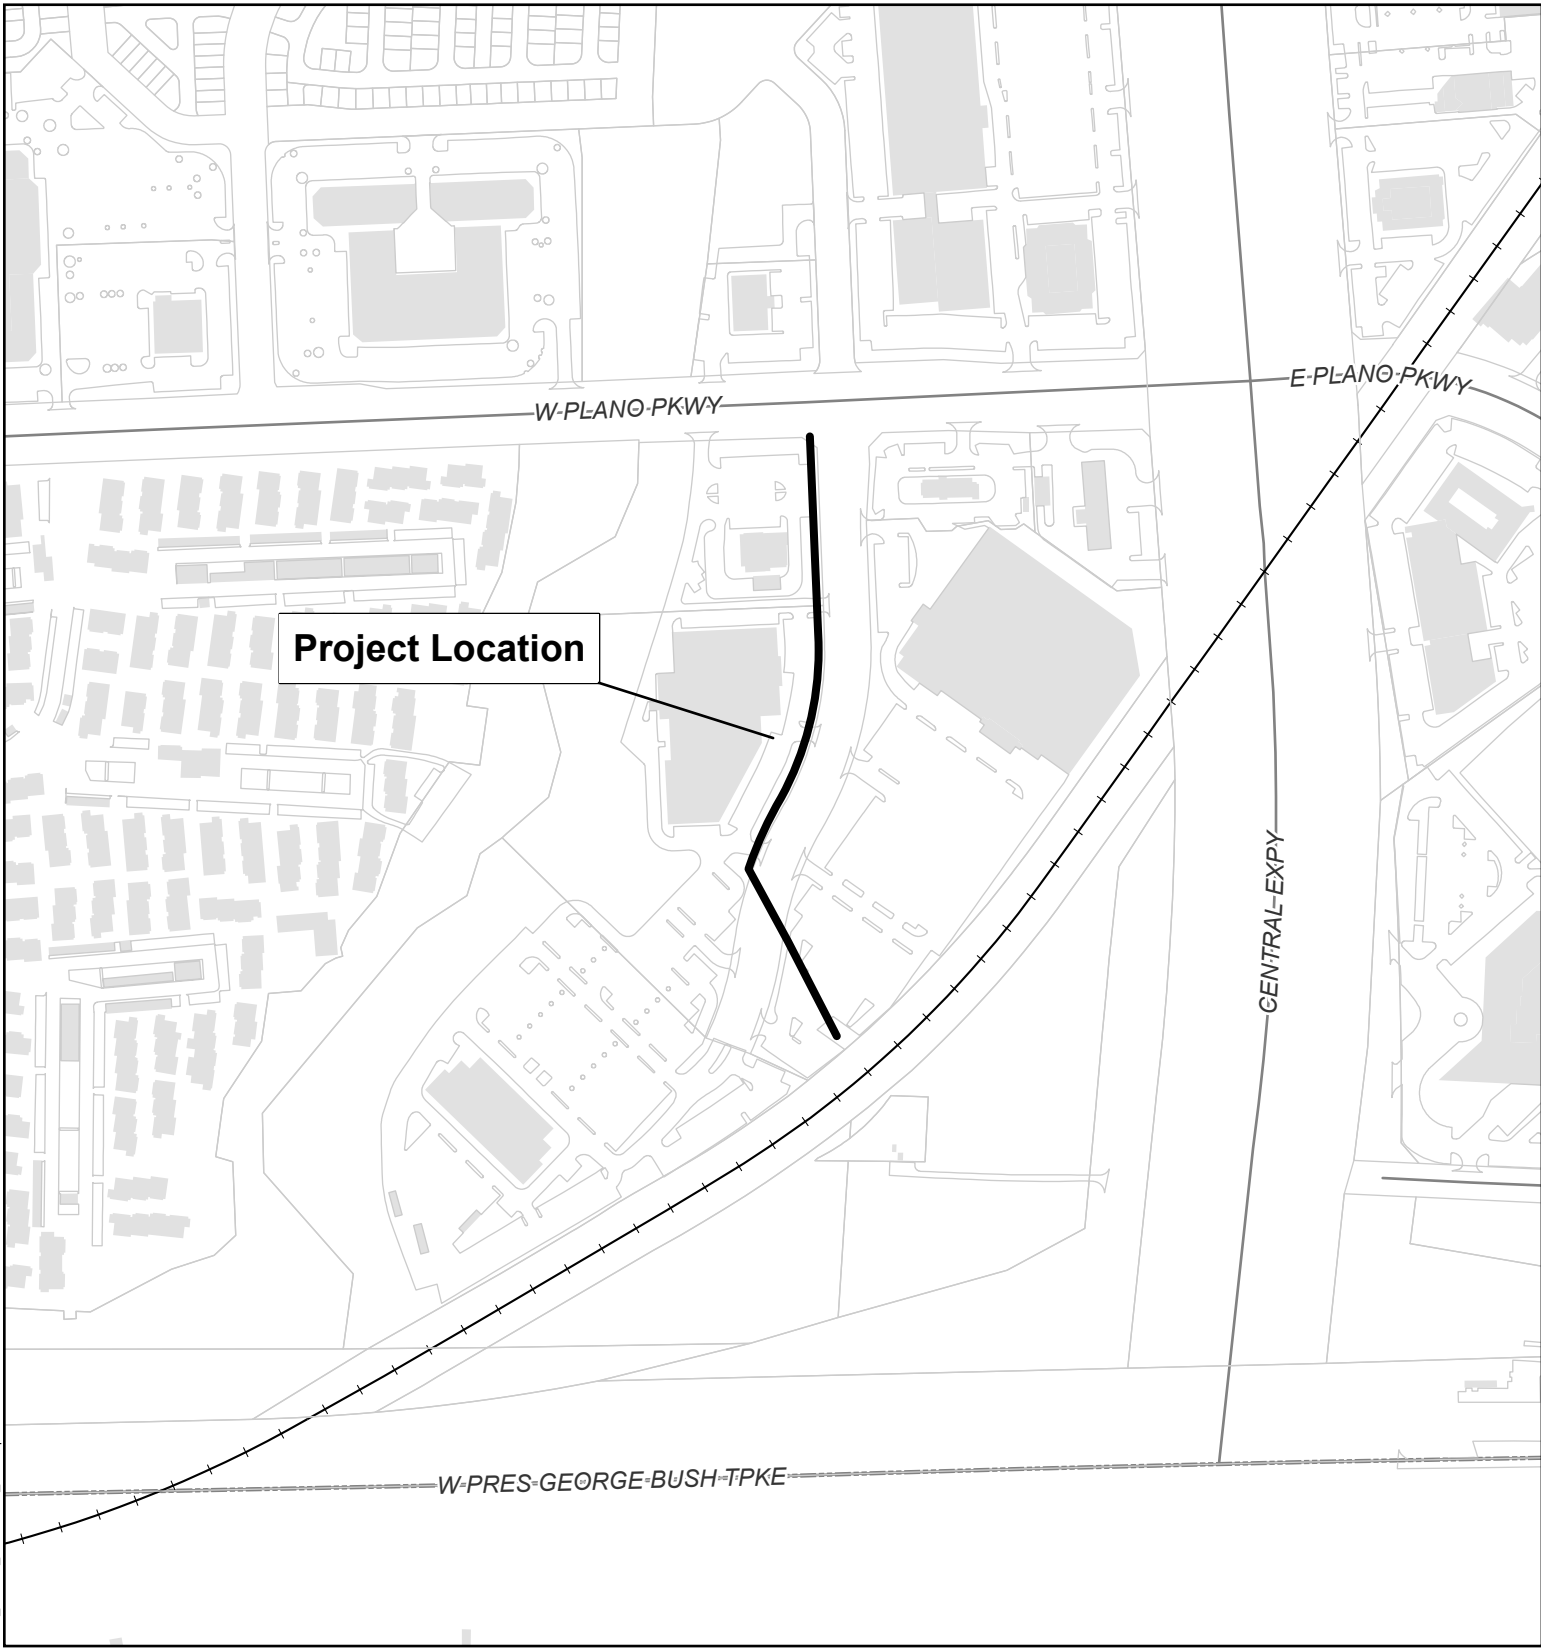 E PLANO PKWY
W PLANO PKWY
Project Location
CENTRAL EXPY
W PRES GEORGE BUSH TPKE